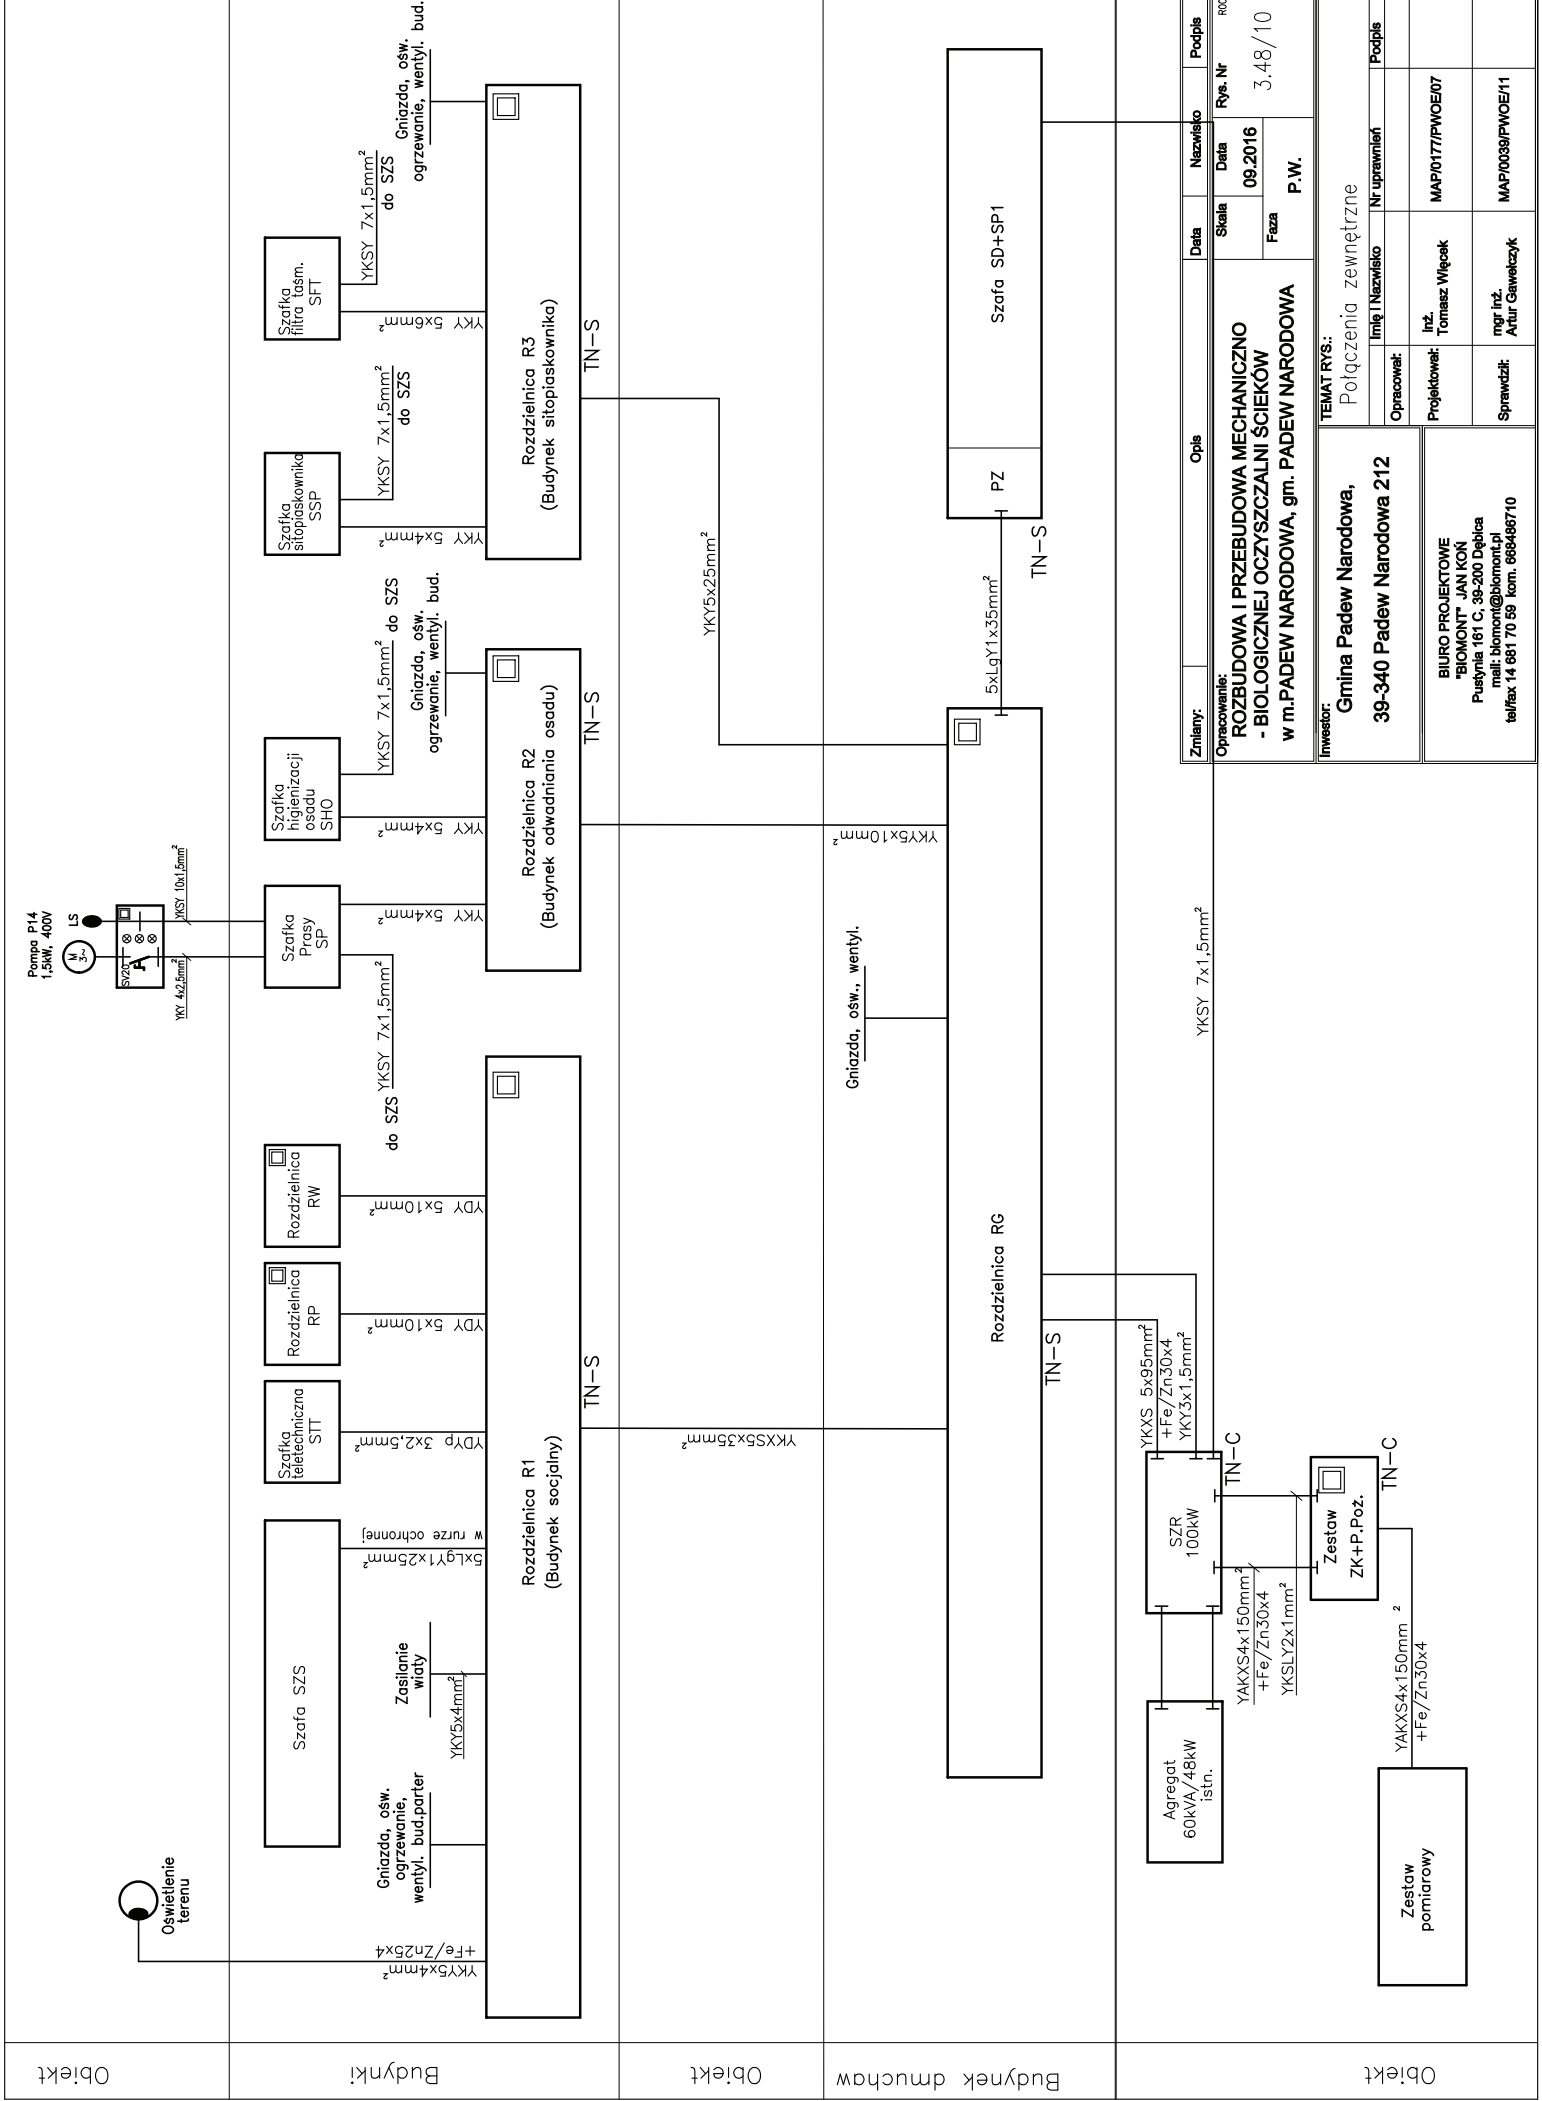 Obiekt
Pompa P14
1,5kW, 400V
M
3~
LS
SV20
YKY 4x2,5mm²
YKSY 10x1,5mm²
Oświetlenie
terenu
Budynki
YKY5x4mm²
+Fe/Zn25x4
Gniazda, ośw.
ogrzewanie,
wentyl. bud.parter
Szafa SZS
Zasilanie
wiaty
YKY5x4mm²
5xLgY1x25mm²
w rurze ochronnej
Szafka
teletechniczna
STT
YDYp 3x2,5mm²
Rozdzielnica
RP
YDY 5x10mm²
Rozdzielnica
RW
YDY 5x10mm²
Rozdzielnica R1
(Budynek socjalny)
TN-S
do SZS
YKSY 7x1,5mm²
Szafka
Prasy
SP
YKY 5x4mm²
Szafka
higienizacji
osadu
SHO
YKY 5x4mm²
YKSY 7x1,5mm²
do SZS
Gniazda, ośw.
ogrzewanie, wentyl. bud.
Rozdzielnica R2
(Budynek odwadniania osadu)
TN-S
Szafka
sitopiaskownika
SSP
YKY 5x4mm²
YKSY 7x1,5mm²
do SZS
Szafka
filtra taśm.
SFT
YKY 5x6mm²
YKSY 7x1,5mm²
do SZS
Gniazda, ośw.
ogrzewanie, wentyl. bud.
Rozdzielnica R3
(Budynek sitopiaskownika)
TN-S
Obiekt
YKXS5x35mm²
YKY5x25mm²
Budynek dmuchaw
Gniazda, ośw., wentyl.
YKY5x10mm²
Rozdzielnica RG
TN-S
5xLgY1x35mm²
PZ
Szafa SD+SP1
TN-S
Obiekt
YKXS 5x95mm²
+Fe/Zn30x4
YKY3x1,5mm²
YKSY 7x1,5mm²
Agregat
60kVA/48kW
istn.
SZR
100kW
TN-C
YAKXS4x150mm²
+Fe/Zn30x4
YKSLY2x1mm²
Zestaw
ZK+P.Poż.
TN-C
YAKXS4x150mm²
+Fe/Zn30x4
Zestaw
pomiarowy
Zmiany:
Opis
Data
Nazwisko
Podpis
Opracowanie:
ROZBUDOWA I PRZEBUDOWA MECHANICZNO
- BIOLOGICZNEJ OCZYSZCZALNI ŚCIEKÓW
w m.PADEW NARODOWA, gm. PADEW NARODOWA
Skala
Data
09.2016
Rys. Nr
3.48/10
Faza
P.W.
Inwestor:
Gmina Padew Narodowa,
39-340 Padew Narodowa 212
TEMAT RYS.:
Połączenia zewnętrzne
Imię i Nazwisko
Nr uprawnień
Podpis
Opracował:
Projektował:
inż.
Tomasz Więcek
MAP/0177/PWOE/07
Sprawdził:
mgr inż.
Artur Gawełczyk
MAP/0039/PWOE/11
BIURO PROJEKTOWE
"BIOMONT" JAN KOŃ
Pustynia 161 C, 39-200 Dębica
mail: biomont@biomont.pl
tel/fax 14 681 70 59 kom. 668486710